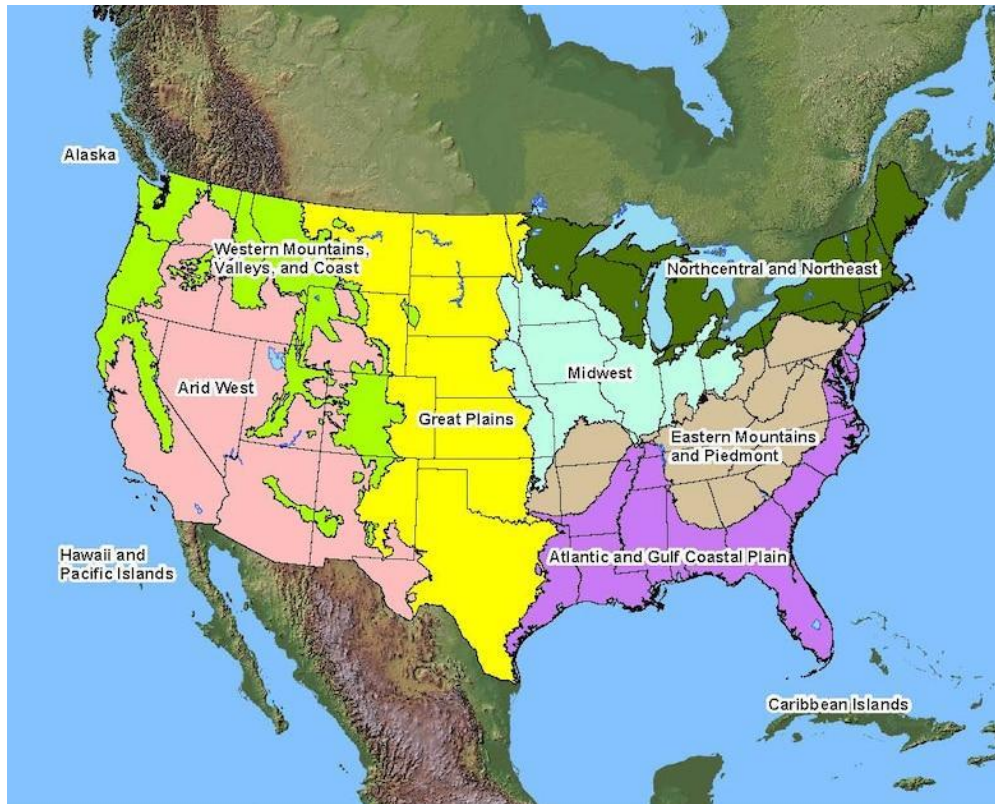 Alaska
Western Mountains,
Valleys, and Coast
Northcentral and Northeast
Midwest
Arid West
Great Plains
Eastern Mountains
and Piedmont
Hawaii and
Pacific Islands
Atlantic and Gulf Coastal Plain
Caribbean Islands